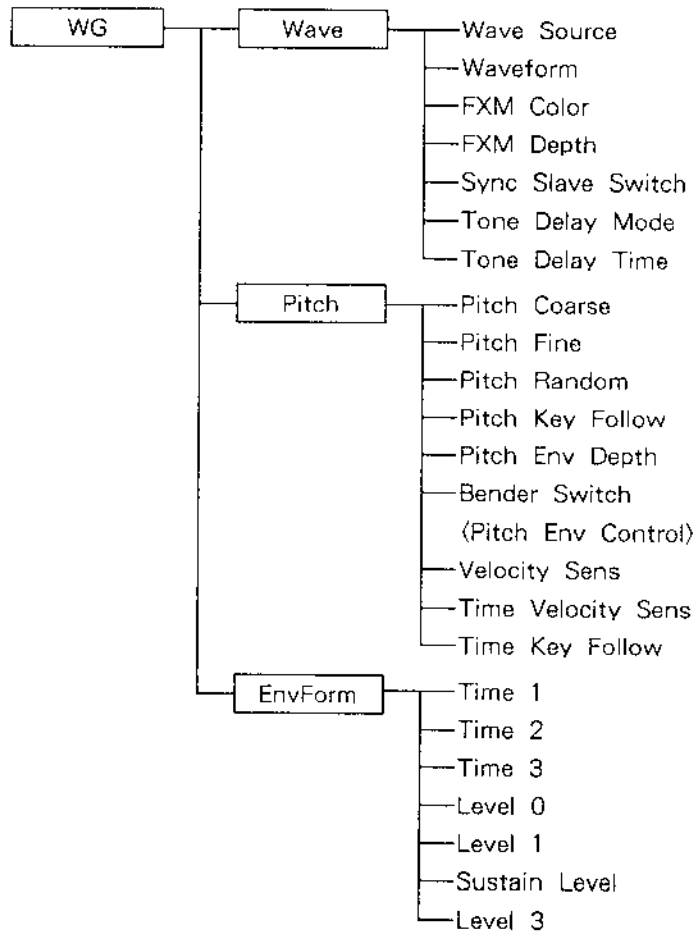 WG Wave Wave Source
Waveform
FXM Color
FXM Depth
Sync Slave Switch
Tone Delay Mode
Tone Delay Time
Pitch Pitch Coarse
Pitch Fine
Pitch Random
Pitch Key Follow
Pitch Env Depth
Bender Switch
〈Pitch Env Control〉
Velocity Sens
Time Velocity Sens
Time Key Follow
EnvForm Time 1
Time 2
Time 3
Level 0
Level 1
Sustain Level
Level 3